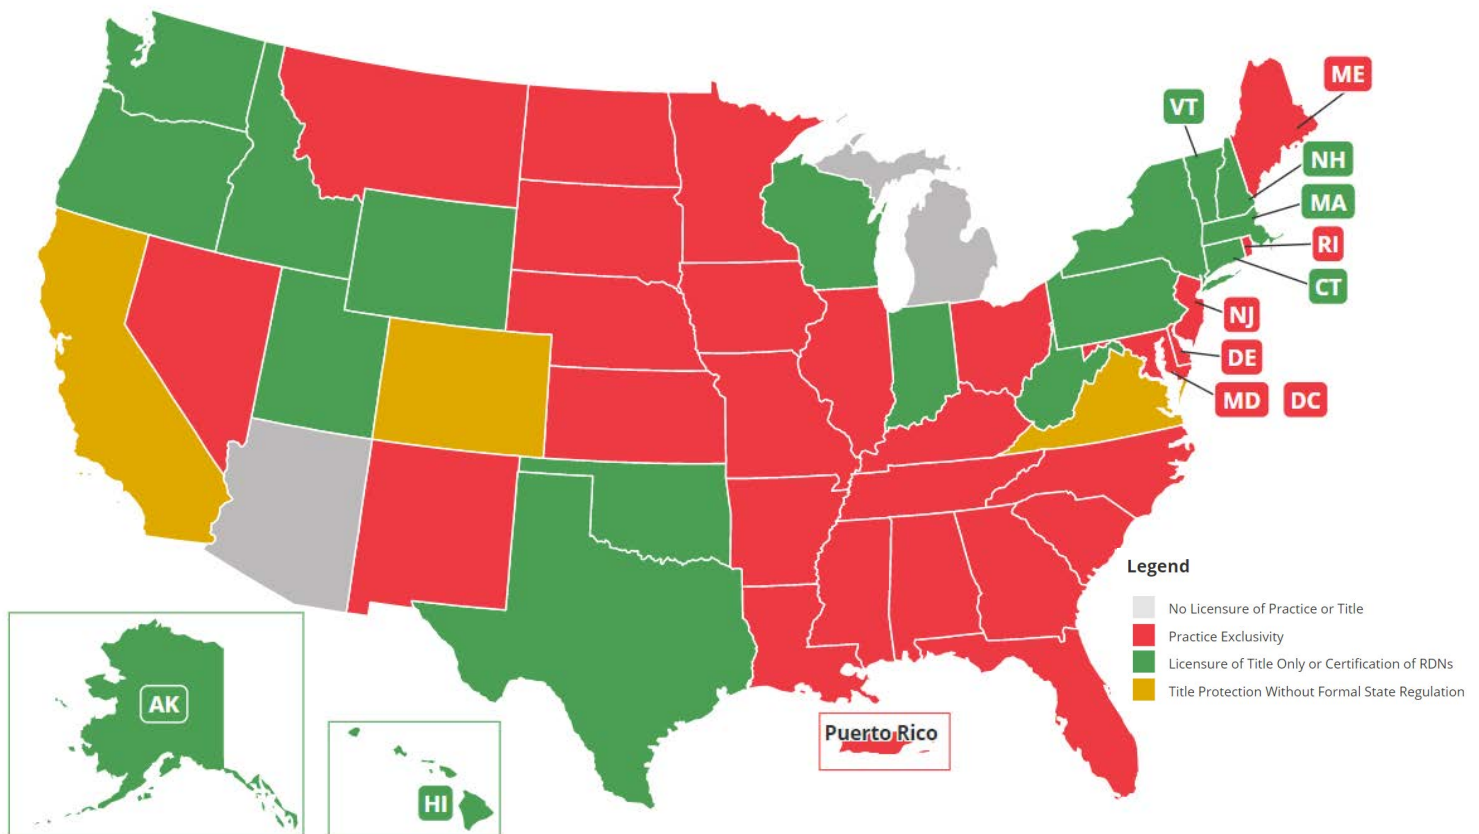 ME
VT
NH
MA
RI
CT
NJ
DE
MD DC
Legend
No Licensure of Practice or Title
Practice Exclusivity
Licensure of Title Only or Certification of RDNs
Title Protection Without Formal State Regulation
AK
Puerto Rico
HI